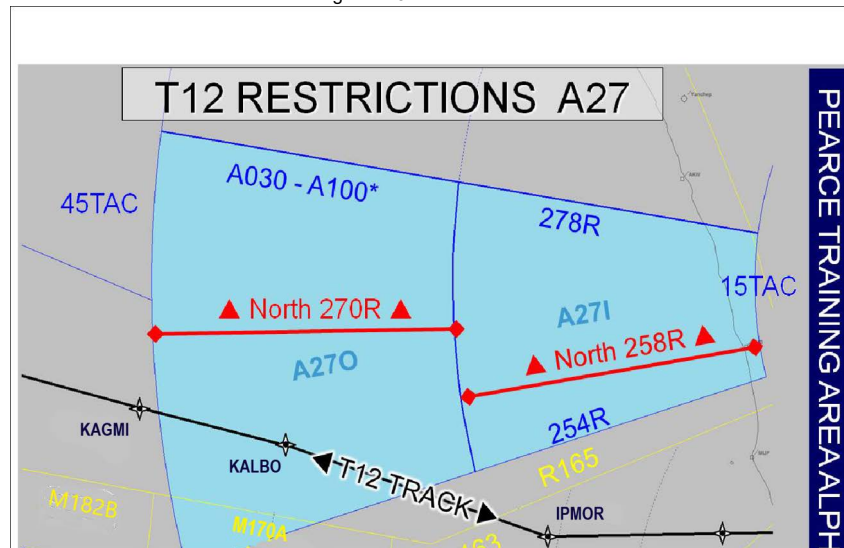 T12 RESTRICTIONS A27
PEARCE TRAINING AREA ALPH
A030 - A100*
45TAC
278R
15TAC
North 270R
A27I
North 258R
A27O
254R
KAGMI
KALBO
T12 TRACK
R165
IPMOR
M182B
M170A